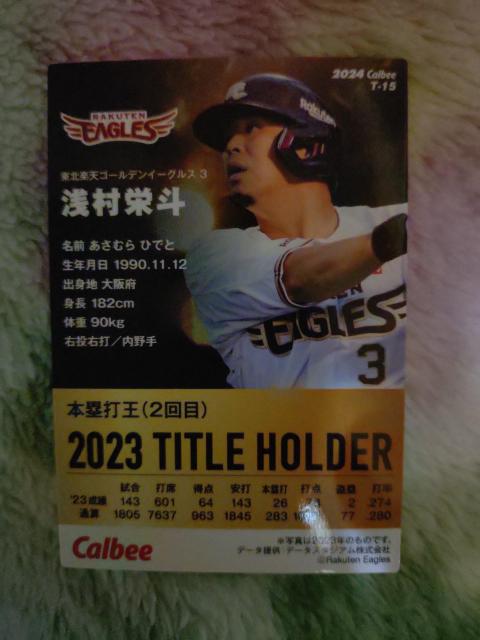 2024 Calbee
T-15
RAKUTEN
EAGLES
東北楽天ゴールデンイーグルス 3
浅村栄斗
名前 あさむら ひでと
生年月日 1990.11.12
出身地 大阪府
身長 182cm
体重 90kg
右投右打／内野手
Rakuten
EAGLES
3
本塁打王(2回目)
2023 TITLE HOLDER
試合 打席 得点 安打 本塁打 打点 盗塁 打率
'23成績 143 601 64 143 26 2 .274
通算 1805 7637 963 1845 283 77 .280
Calbee
※写真は2023年のものです。
データ提供:データスタジアム株式会社
©Rakuten Eagles